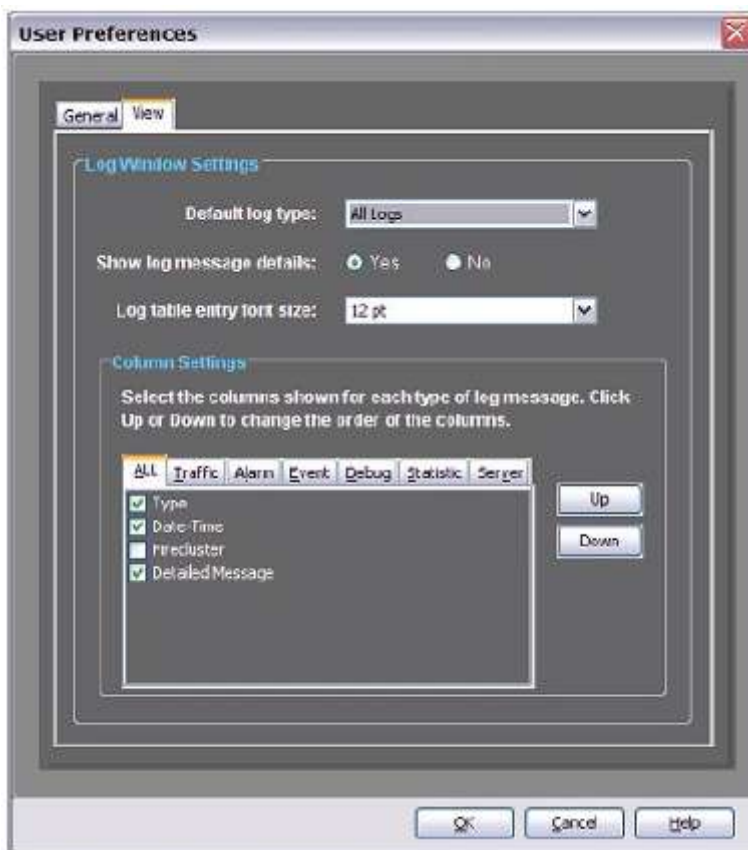 User Preferences
General View
Log Window Settings
Default log type: All Logs
Show log message details: Yes No
Log table entry font size: 12 pt
Column Settings
Select the columns shown for each type of log message. Click
Up or Down to change the order of the columns.
ALL Traffic Alarm Event Debug Statistic Server
Type
Date-Time
Firecluster
Detailed Message
Up
Down
OK Cancel Help